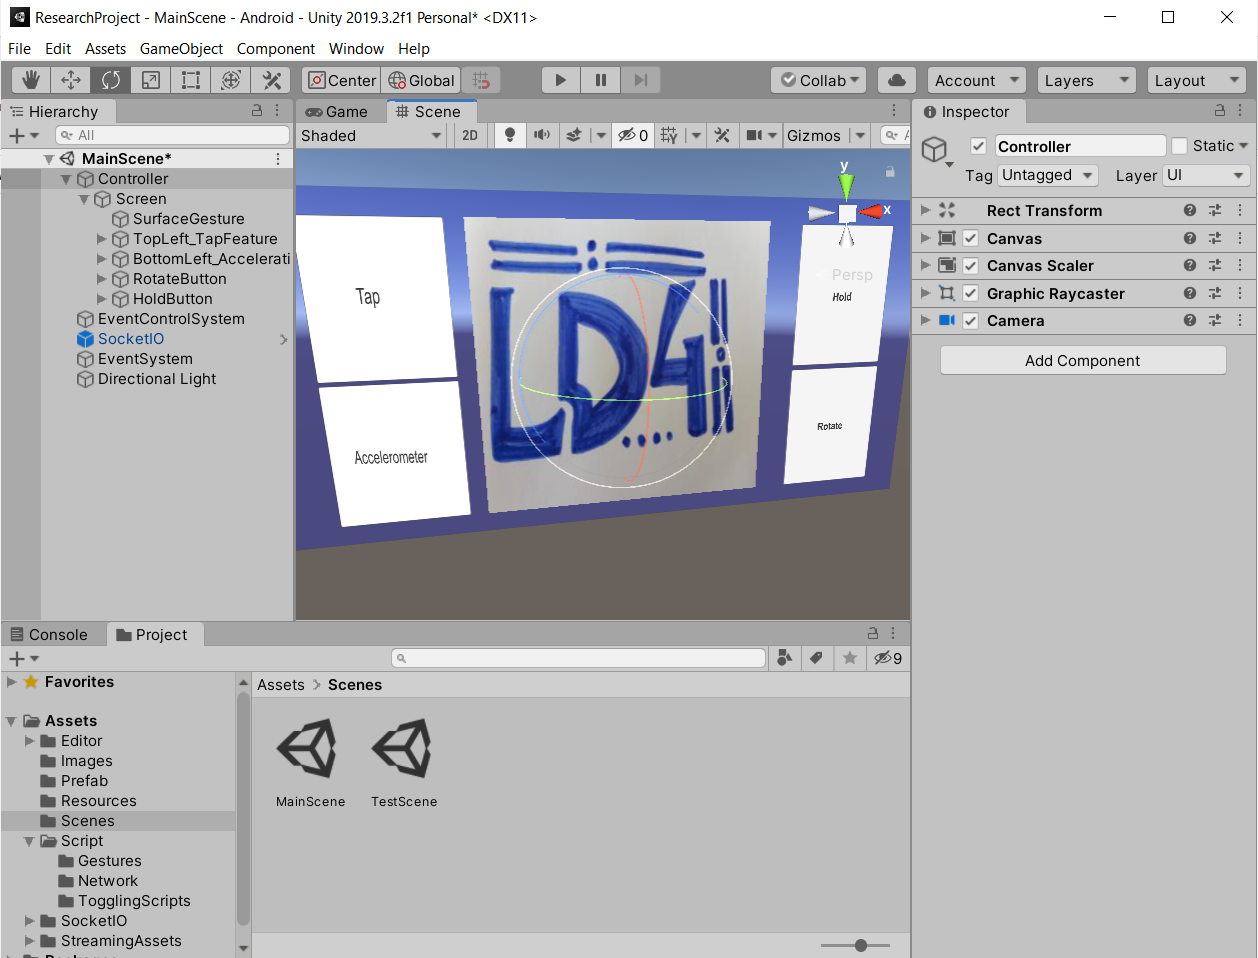 ResearchProject - MainScene - Android - Unity 2019.3.2f1 Personal* <DX11>
File Edit Assets GameObject Component Window Help
Center Global Collab Account Layers Layout
Hierarchy
All
MainScene*
Controller
Screen
SurfaceGesture
TopLeft_TapFeature
BottomLeft_Accelerati
RotateButton
HoldButton
EventControlSystem
SocketIO
EventSystem
Directional Light
Game Scene
Shaded 2D 0 Gizmos
y
x
Persp
Tap
Accelerometer
LD4
Hold
Rotate
Inspector
Controller Static
Tag Untagged Layer UI
Rect Transform
Canvas
Canvas Scaler
Graphic Raycaster
Camera
Add Component
Console Project
9
Favorites
Assets
Editor
Images
Prefab
Resources
Scenes
Script
Gestures
Network
TogglingScripts
SocketIO
StreamingAssets
Assets > Scenes
MainScene TestScene